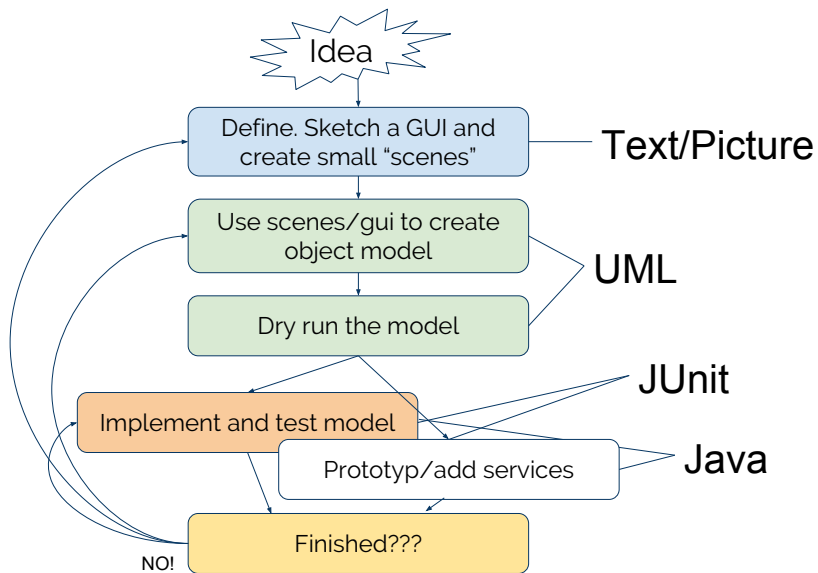 Idea
Define. Sketch a GUI and
create small “scenes”
Text/Picture
Use scenes/gui to create
object model
UML
Dry run the model
JUnit
Implement and test model
Java
Prototyp/add services
Finished???
NO!